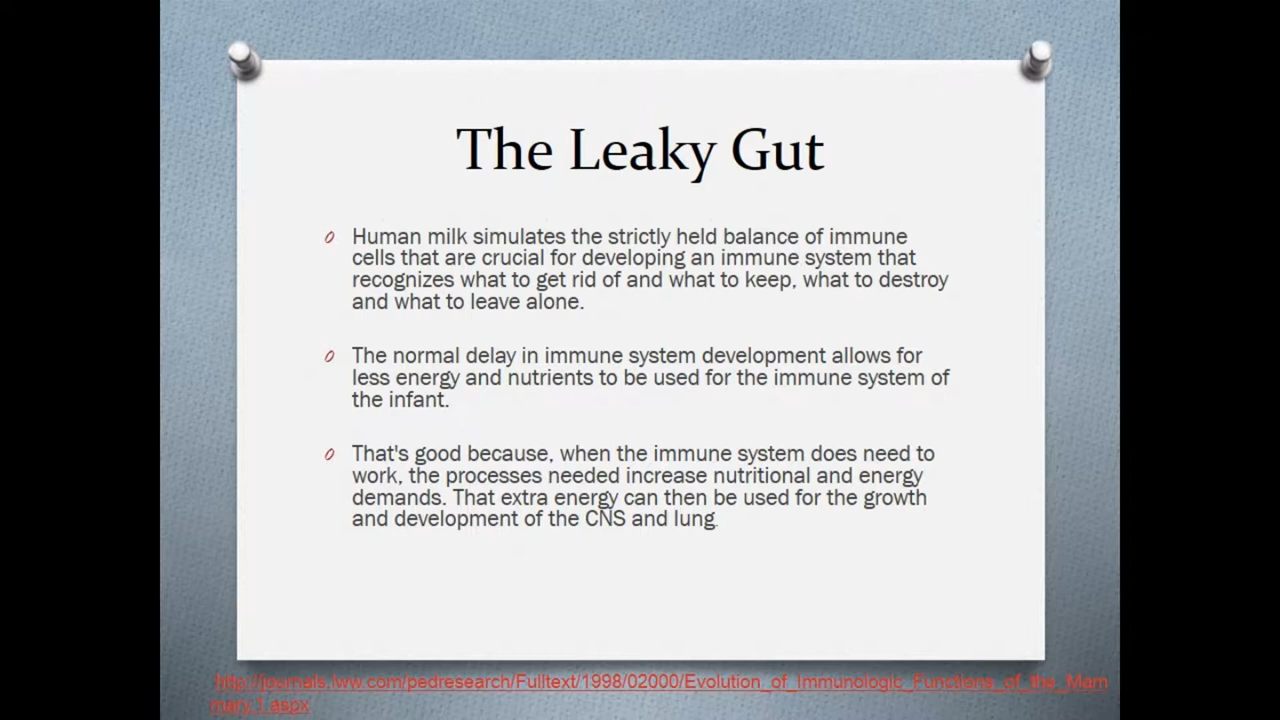 The Leaky Gut
Human milk simulates the strictly held balance of immune
cells that are crucial for developing an immune system that
recognizes what to get rid of and what to keep, what to destroy
and what to leave alone.
The normal delay in immune system development allows for
less energy and nutrients to be used for the immune system of
the infant.
That's good because, when the immune system does need to
work, the processes needed increase nutritional and energy
demands. That extra energy can then be used for the growth
and development of the CNS and lung.
http://journals.lww.com/pedresearch/Fulltext/1998/02000/Evolution_of_Immunologic_Functions_of_the_Mam
mary.1.aspx